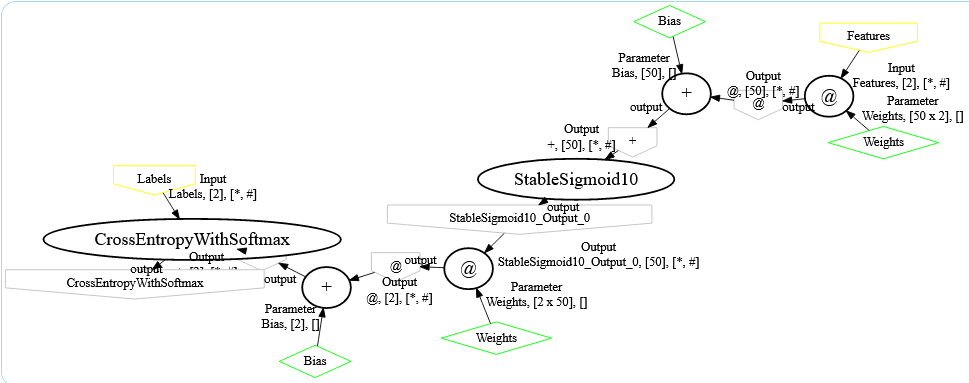 Bias
Features
Parameter
Bias, [50], []
Input
Features, [2], [*, #]
Output
@, [50], [*, #]
+
@
output
@
Parameter
Weights, [50 x 2], []
output
Weights
Output
+, [50], [*, #]
+
StableSigmoid10
Labels
Input
Labels, [2], [*, #]
output
StableSigmoid10_Output_0
CrossEntropyWithSoftmax
Output
StableSigmoid10_Output_0, [50], [*, #]
output
Output
[2], [*, #]
CrossEntropyWithSoftmax
output
+
@
output
@
Output
@, [2], [*, #]
Parameter
Weights, [2 x 50], []
Parameter
Bias, [2], []
Weights
Bias